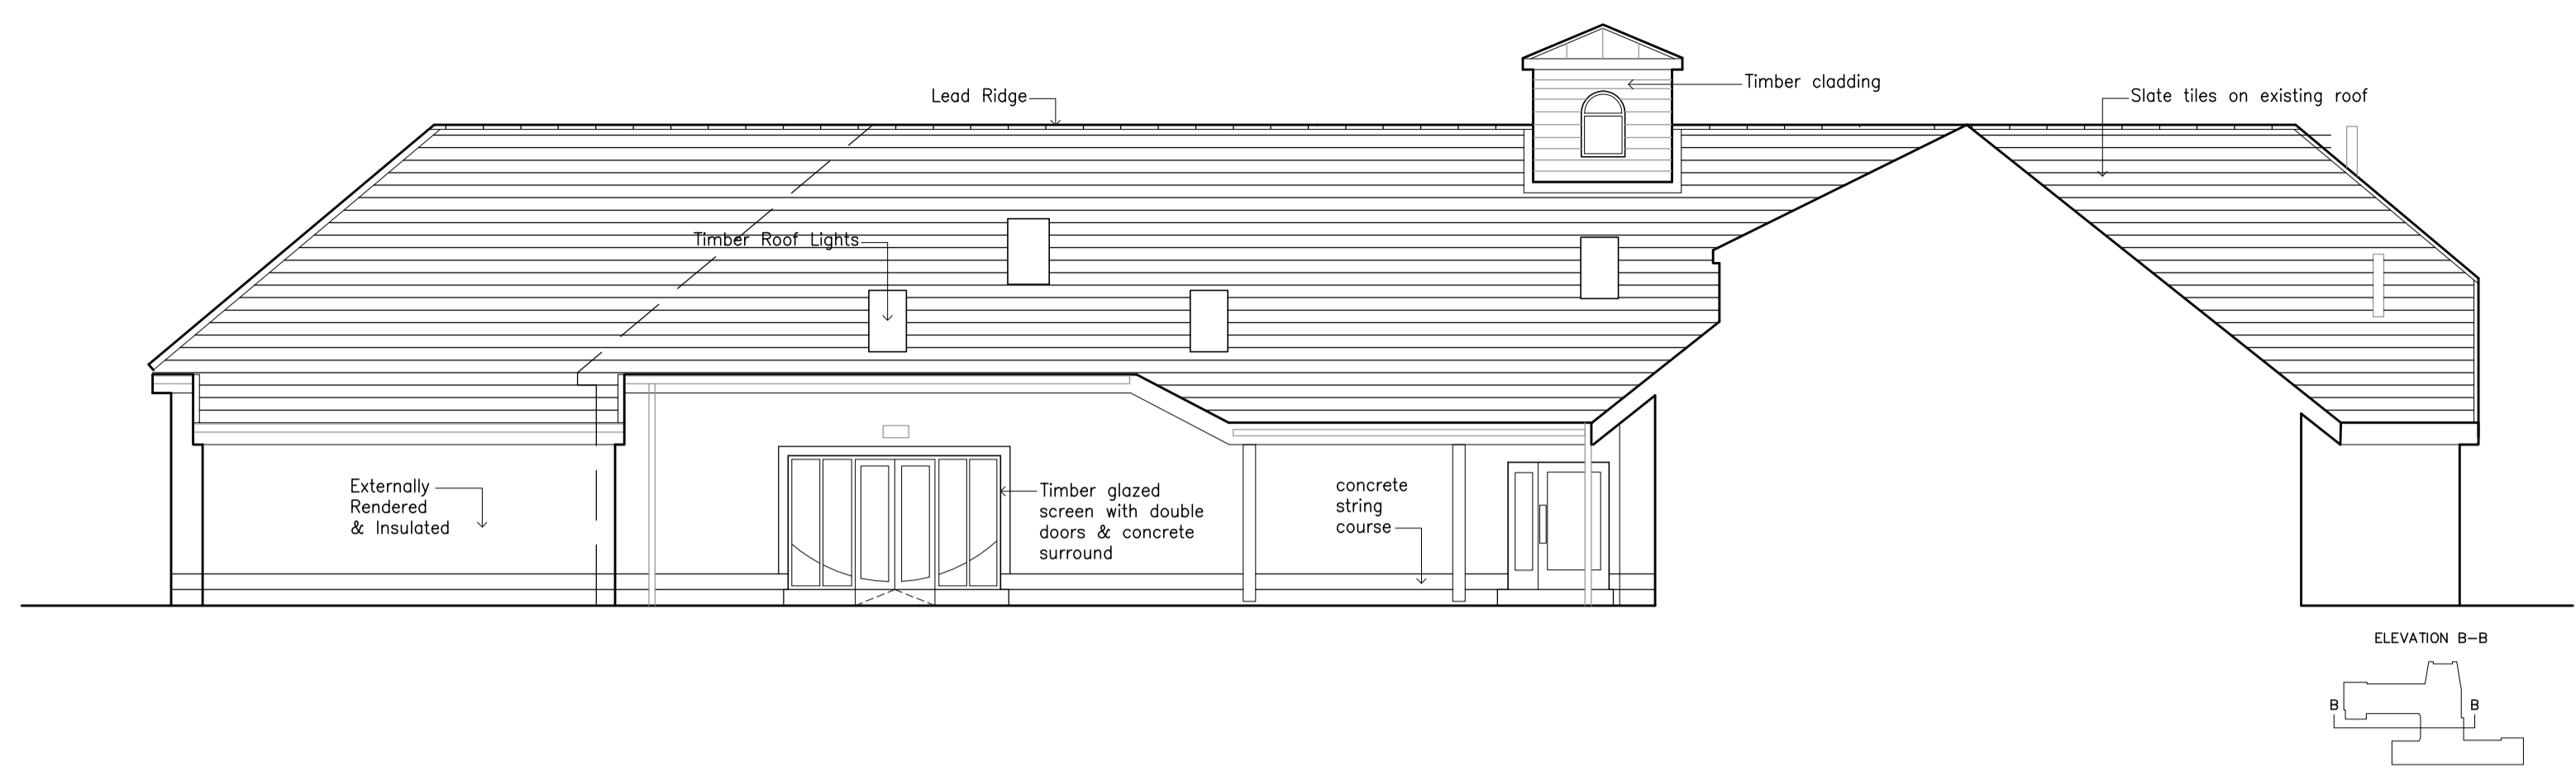 Timber cladding
Lead Ridge
Slate tiles on existing roof
Timber Roof Lights
Externally
Rendered
& Insulated
Timber glazed
screen with double
doors & concrete
surround
concrete
string
course
ELEVATION B-B
B
B